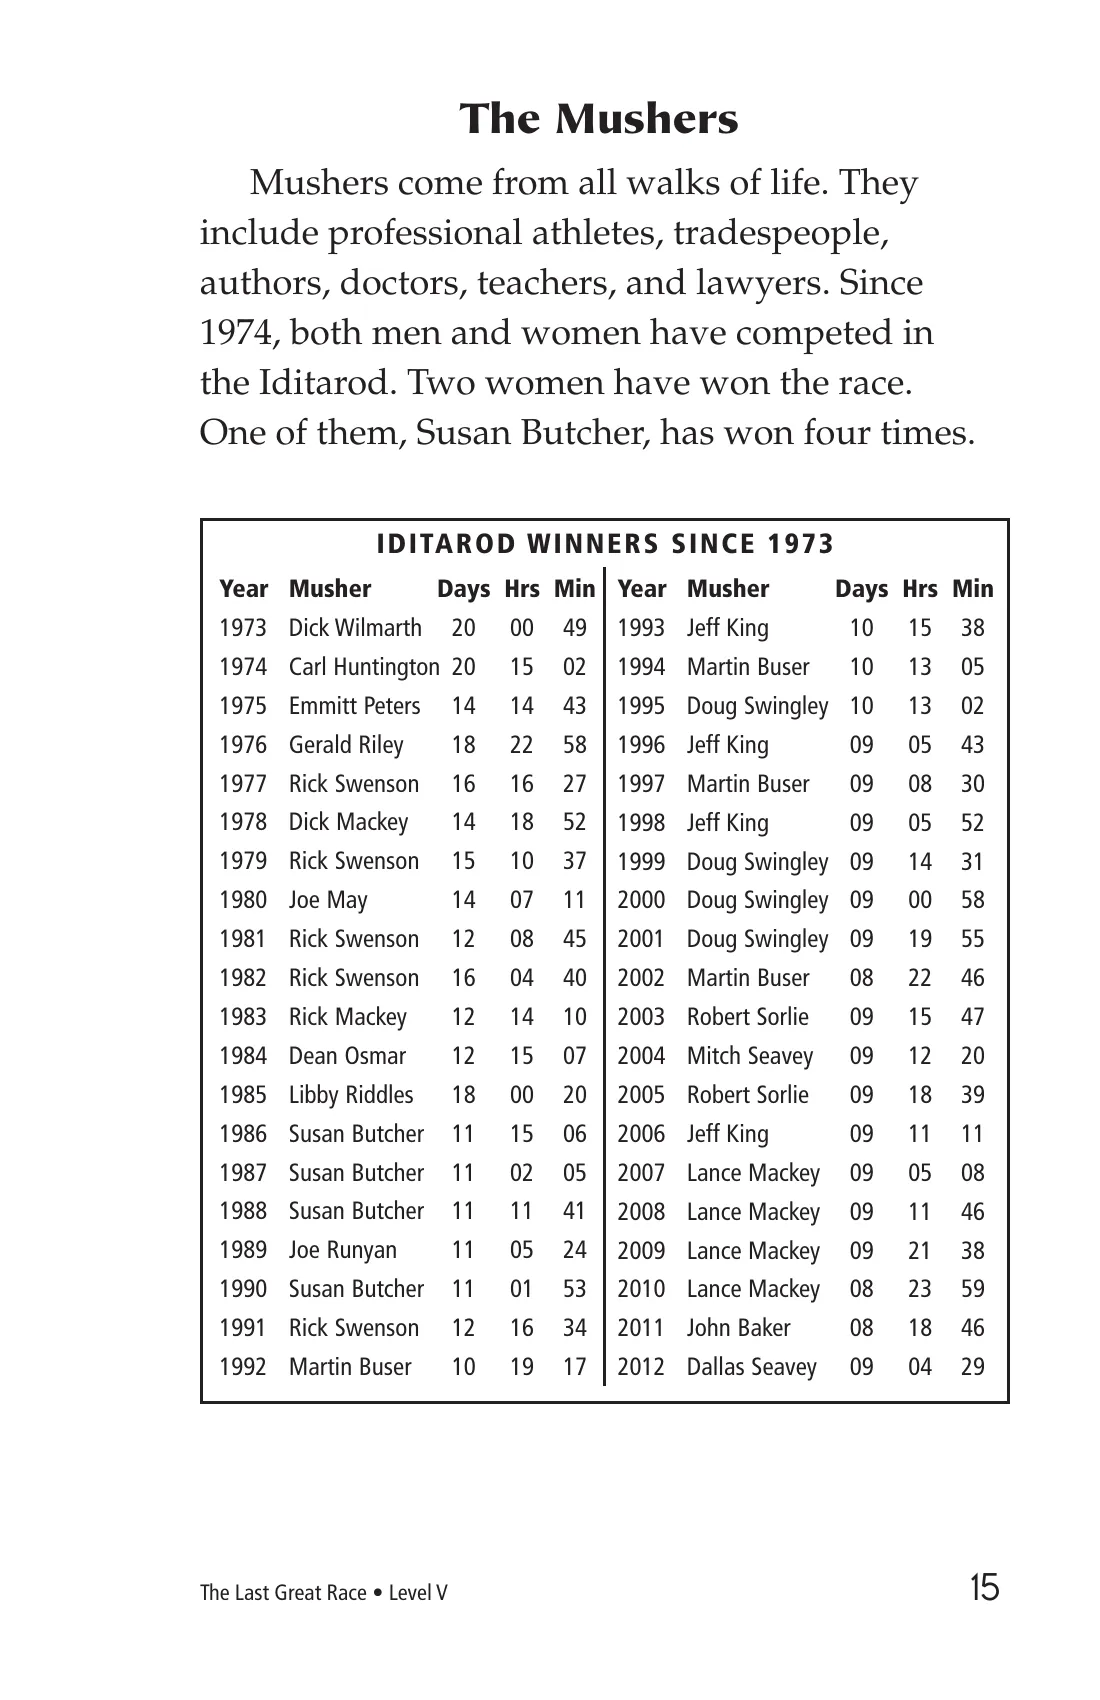 The Mushers
Mushers come from all walks of life. They
include professional athletes, tradespeople,
authors, doctors, teachers, and lawyers. Since
1974, both men and women have competed in
the Iditarod. Two women have won the race.
One of them, Susan Butcher, has won four times.
IDITAROD WINNERS SINCE 1973
Year Musher Days Hrs Min
1973 Dick Wilmarth 20 00 49
1974 Carl Huntington 20 15 02
1975 Emmitt Peters 14 14 43
1976 Gerald Riley 18 22 58
1977 Rick Swenson 16 16 27
1978 Dick Mackey 14 18 52
1979 Rick Swenson 15 10 37
1980 Joe May 14 07 11
1981 Rick Swenson 12 08 45
1982 Rick Swenson 16 04 40
1983 Rick Mackey 12 14 10
1984 Dean Osmar 12 15 07
1985 Libby Riddles 18 00 20
1986 Susan Butcher 11 15 06
1987 Susan Butcher 11 02 05
1988 Susan Butcher 11 11 41
1989 Joe Runyan 11 05 24
1990 Susan Butcher 11 01 53
1991 Rick Swenson 12 16 34
1992 Martin Buser 10 19 17
Year Musher Days Hrs Min
1993 Jeff King 10 15 38
1994 Martin Buser 10 13 05
1995 Doug Swingley 10 13 02
1996 Jeff King 09 05 43
1997 Martin Buser 09 08 30
1998 Jeff King 09 05 52
1999 Doug Swingley 09 14 31
2000 Doug Swingley 09 00 58
2001 Doug Swingley 09 19 55
2002 Martin Buser 08 22 46
2003 Robert Sorlie 09 15 47
2004 Mitch Seavey 09 12 20
2005 Robert Sorlie 09 18 39
2006 Jeff King 09 11 11
2007 Lance Mackey 09 05 08
2008 Lance Mackey 09 11 46
2009 Lance Mackey 09 21 38
2010 Lance Mackey 08 23 59
2011 John Baker 08 18 46
2012 Dallas Seavey 09 04 29
The Last Great Race • Level V
15